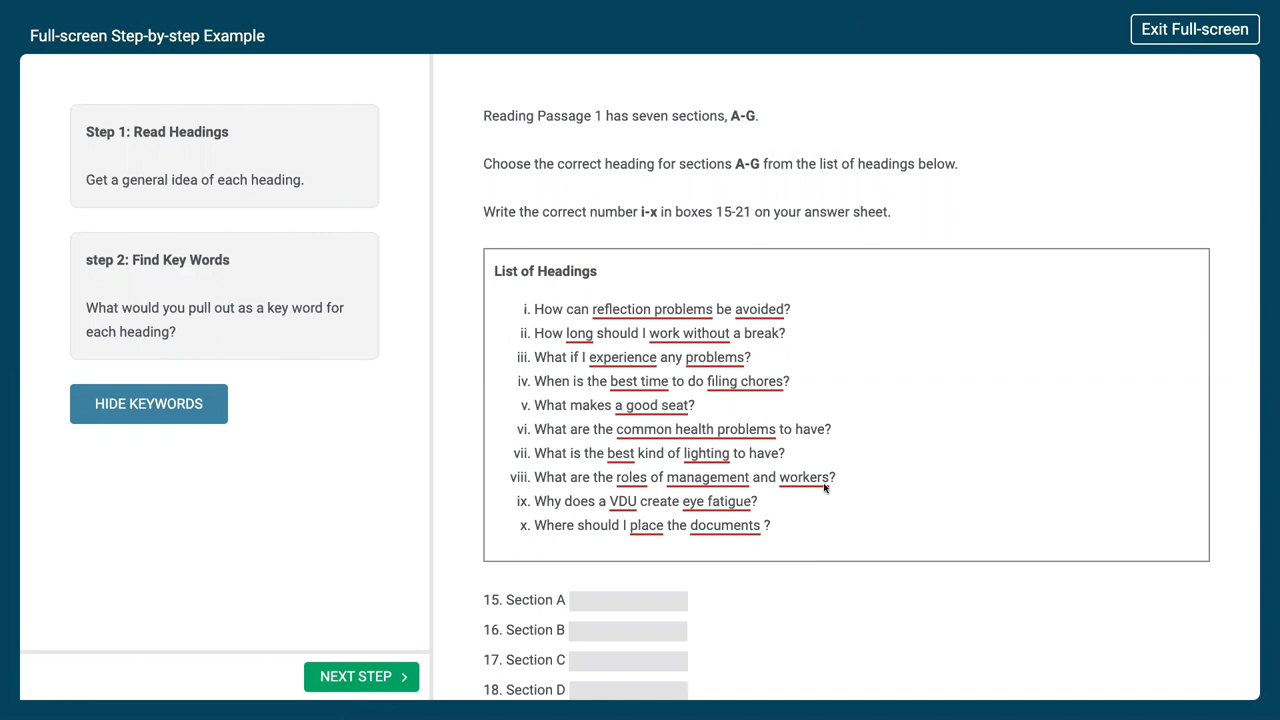 Full-screen Step-by-step Example
Exit Full-screen
Step 1: Read Headings
Get a general idea of each heading.
step 2: Find Key Words
What would you pull out as a key word for
each heading?
HIDE KEYWORDS
NEXT STEP
Reading Passage 1 has seven sections, A-G.
Choose the correct heading for sections A-G from the list of headings below.
Write the correct number i-x in boxes 15-21 on your answer sheet.
List of Headings
i. How can reflection problems be avoided?
ii. How long should I work without a break?
iii. What if I experience any problems?
iv. When is the best time to do filing chores?
v. What makes a good seat?
vi. What are the common health problems to have?
vii. What is the best kind of lighting to have?
viii. What are the roles of management and workers?
ix. Why does a VDU create eye fatigue?
x. Where should I place the documents ?
15. Section A
16. Section B
17. Section C
18. Section D